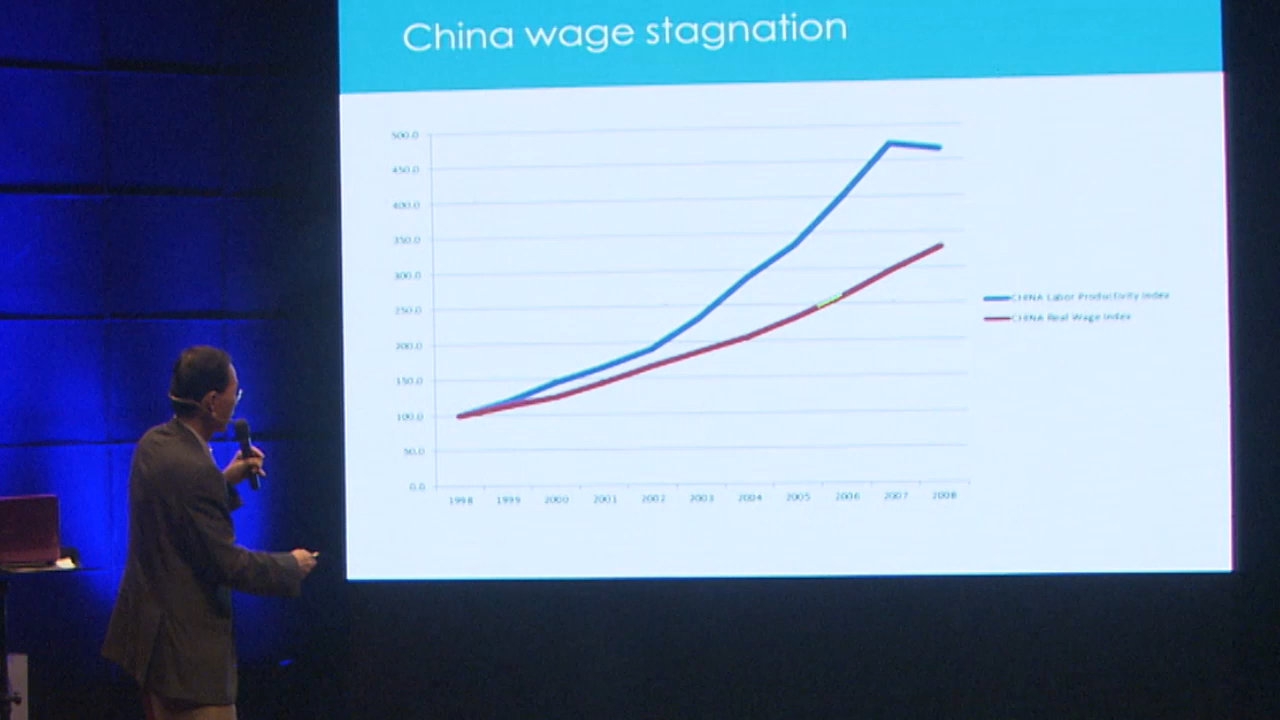 China wage stagnation
500.0
450.0
400.0
350.0
300.0
250.0
200.0
150.0
100.0
50.0
0.0
1998 1999 2000 2001 2002 2003 2004 2005 2006 2007 2008
CHINA Labor Productivity Index
CHINA Real Wage Index